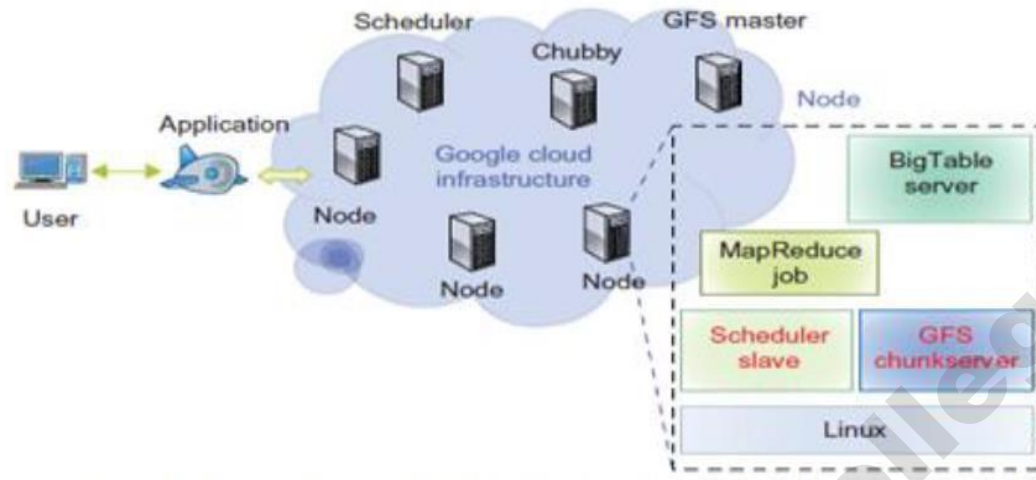 Scheduler
GFS master
Chubby
Node
Application
BigTable
server
Google cloud
infrastructure
User
Node
MapReduce
job
Node
Node
Scheduler
slave
GFS
chunkserver
Linux